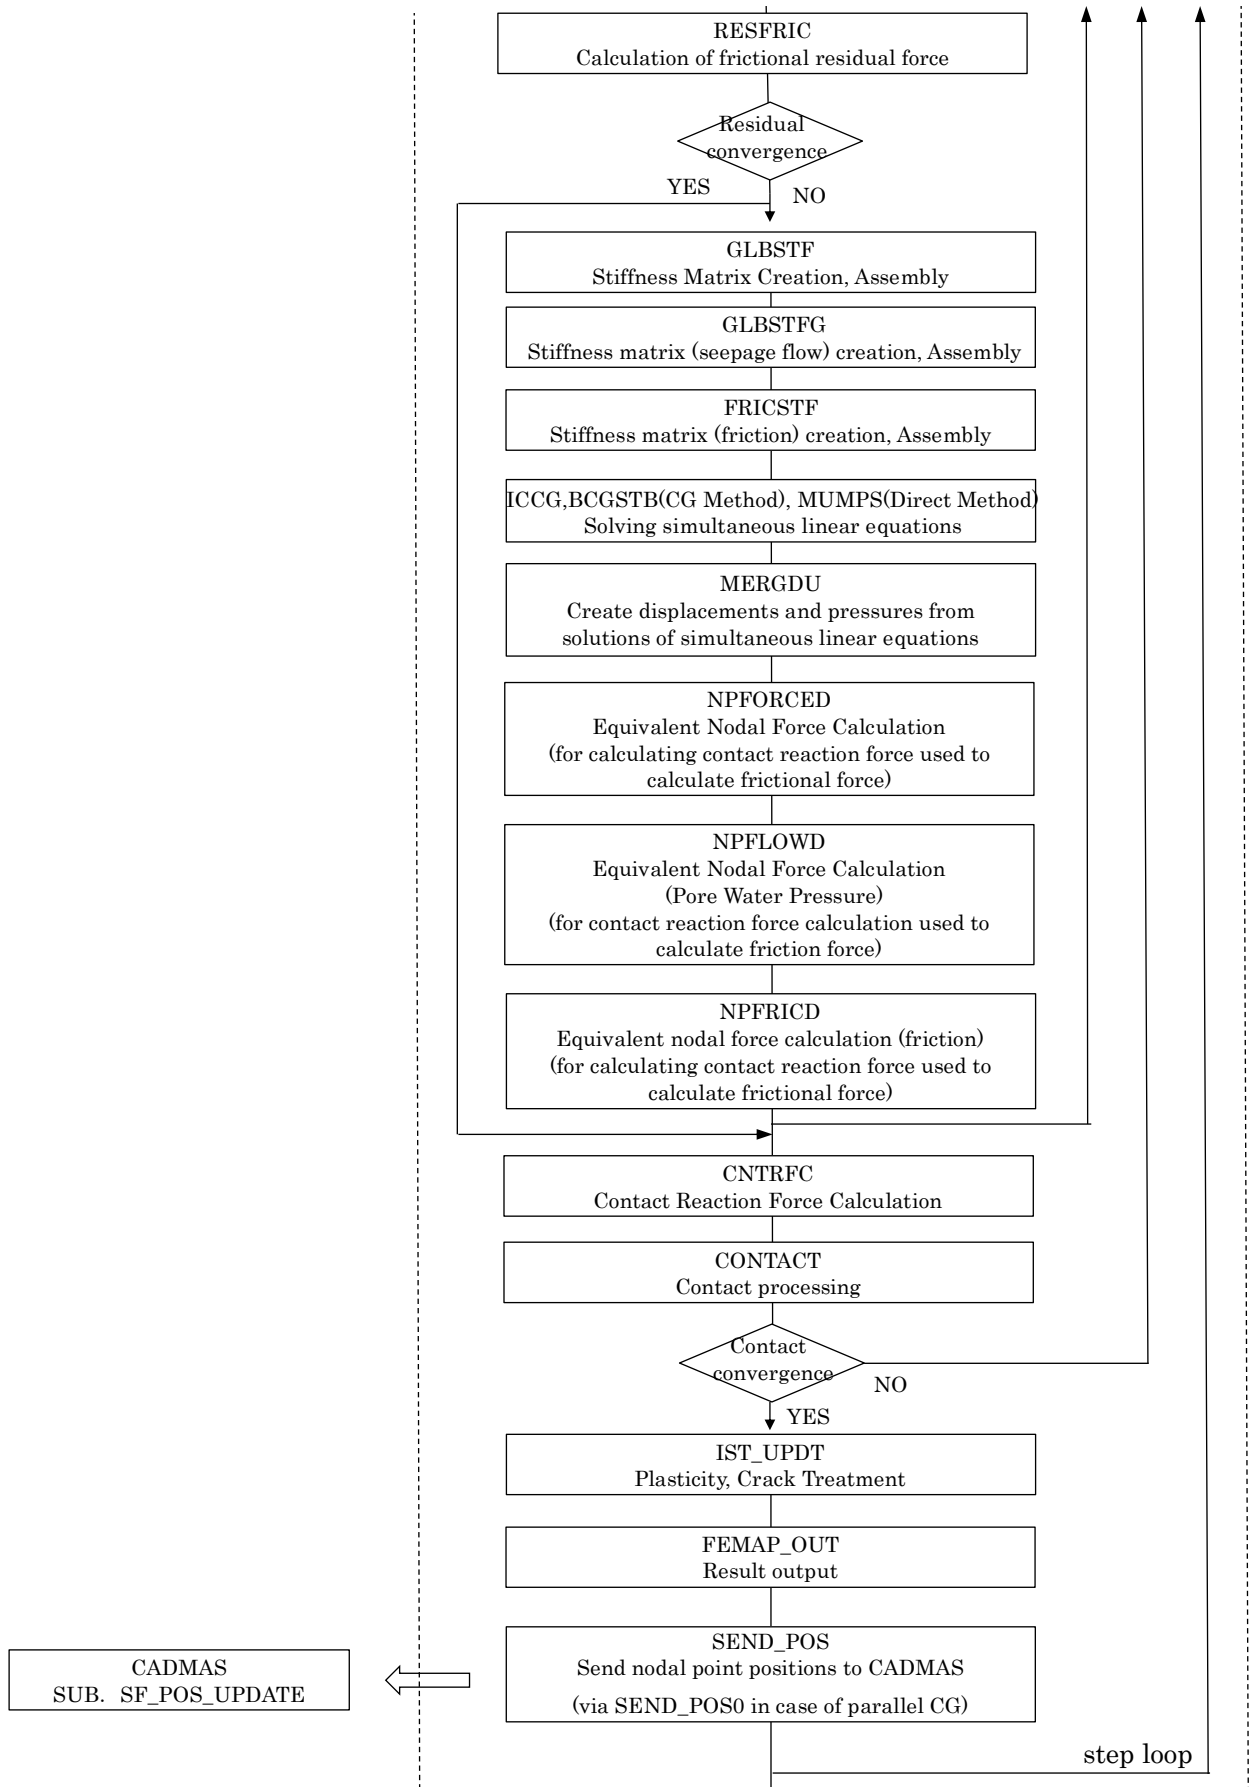 RESFRIC
Calculation of frictional residual force
Residual
convergence
YES
NO
GLBSTF
Stiffness Matrix Creation, Assembly
GLBSTFG
Stiffness matrix (seepage flow) creation, Assembly
FRICSTF
Stiffness matrix (friction) creation, Assembly
ICCG,BCGSTB(CG Method), MUMPS(Direct Method)
Solving simultaneous linear equations
MERGDU
Create displacements and pressures from
solutions of simultaneous linear equations
NPFORCED
Equivalent Nodal Force Calculation
(for calculating contact reaction force used to
calculate frictional force)
NPFLOWD
Equivalent Nodal Force Calculation
(Pore Water Pressure)
(for contact reaction force calculation used to
calculate friction force)
NPFRICD
Equivalent nodal force calculation (friction)
(for calculating contact reaction force used to
calculate frictional force)
CNTRFC
Contact Reaction Force Calculation
CONTACT
Contact processing
Contact
convergence
NO
YES
IST_UPDT
Plasticity, Crack Treatment
FEMAP_OUT
Result output
SEND_POS
Send nodal point positions to CADMAS
(via SEND_POS0 in case of parallel CG)
CADMAS
SUB. SF_POS_UPDATE
step loop